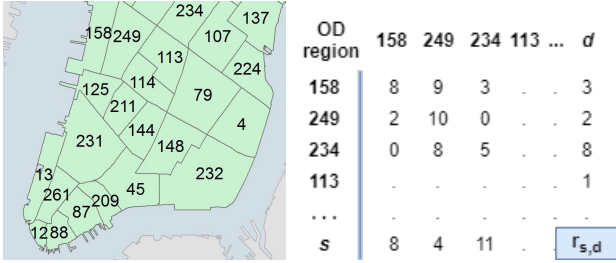 234
137
158
249
107
113
224
114
125
79
211
4
144
231
148
232
13
261
45
209
87
12
88
OD
region 158 249 234 113 ... d
158 8 9 3 . . 3
249 2 10 0 . . 2
234 0 8 5 . . 8
113 . . . . . 1
... . . . . . .
s 8 4 11 . . r_{s,d}